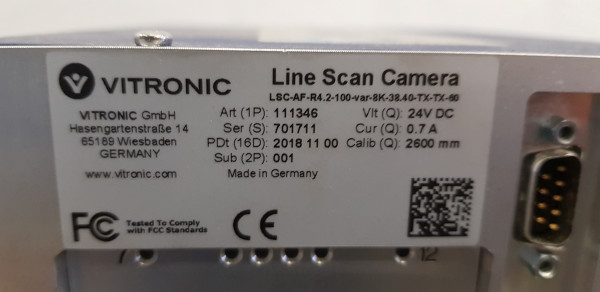 VITRONIC
Line Scan Camera
LSC-AF-R4.2-100-var-8K-38.40-TX-TX-60
VITRONIC GmbH
Hasengartenstraße 14
65189 Wiesbaden
GERMANY
www.vitronic.com
Art (1P): 111346
Ser (S): 701711
PDt (16D): 2018 11 00
Sub (2P): 001
Made in Germany
Vlt (Q): 24V DC
Cur (Q): 0.7 A
Calib (Q): 2600 mm
FC Tested To Comply
with FCC Standards
CE
7
12